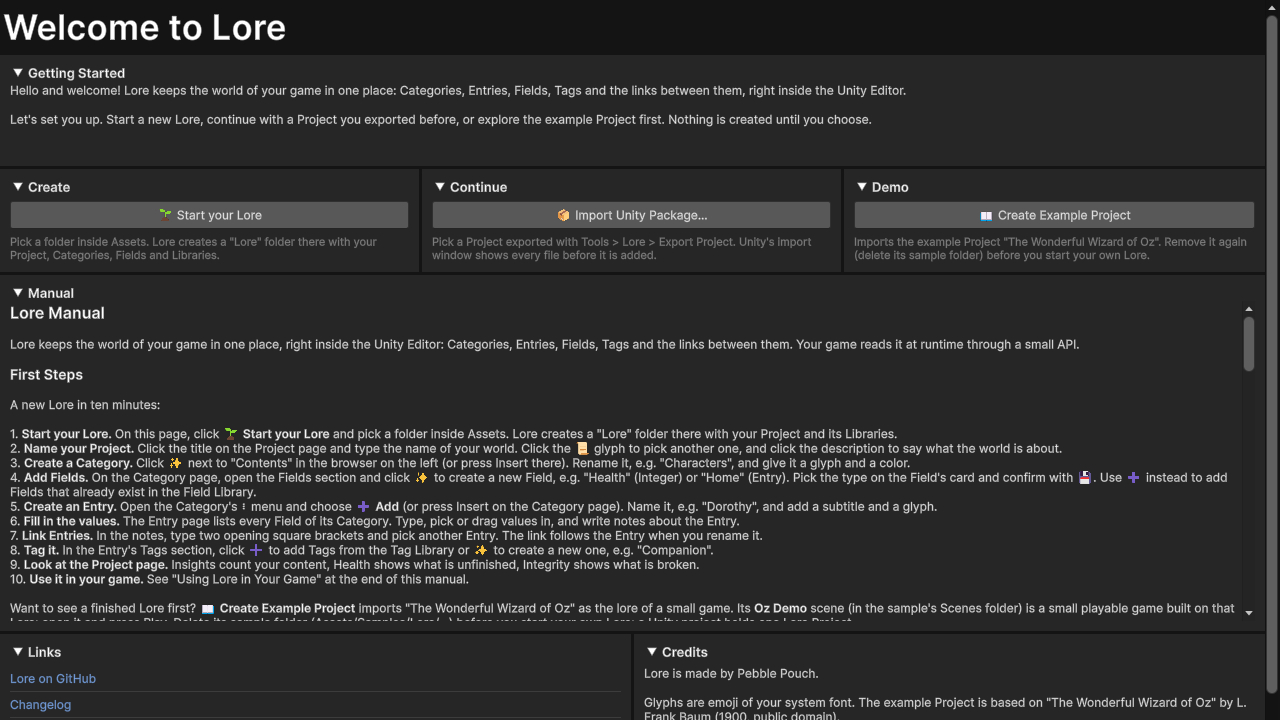 Welcome to Lore
▼ Getting Started
Hello and welcome! Lore keeps the world of your game in one place: Categories, Entries, Fields, Tags and the links between them, right inside the Unity Editor.
Let's set you up. Start a new Lore, continue with a Project you exported before, or explore the example Project first. Nothing is created until you choose.
▼ Create
🌱 Start your Lore
Pick a folder inside Assets. Lore creates a "Lore" folder there with your
Project, Categories, Fields and Libraries.
▼ Continue
📦 Import Unity Package...
Pick a Project exported with Tools > Lore > Export Project. Unity's import
window shows every file before it is added.
▼ Demo
📖 Create Example Project
Imports the example Project "The Wonderful Wizard of Oz". Remove it again
(delete its sample folder) before you start your own Lore.
▼ Manual
Lore Manual
Lore keeps the world of your game in one place, right inside the Unity Editor: Categories, Entries, Fields, Tags and the links between them. Your game reads it at runtime through a small API.
First Steps
A new Lore in ten minutes:
1. Start your Lore. On this page, click 🌱 Start your Lore and pick a folder inside Assets. Lore creates a "Lore" folder there with your Project and its Libraries.
2. Name your Project. Click the title on the Project page and type the name of your world. Click the 📜 glyph to pick another one, and click the description to say what the world is about.
3. Create a Category. Click ✨ next to "Contents" in the browser on the left (or press Insert there). Rename it, e.g. "Characters", and give it a glyph and a color.
4. Add Fields. On the Category page, open the Fields section and click ✨ to create a new Field, e.g. "Health" (Integer) or "Home" (Entry). Pick the type on the Field's card and confirm with 💾. Use ➕ instead to add
Fields that already exist in the Field Library.
5. Create an Entry. Open the Category's ⋮ menu and choose ➕ Add (or press Insert on the Category page). Name it, e.g. "Dorothy", and add a subtitle and a glyph.
6. Fill in the values. The Entry page lists every Field of its Category. Type, pick or drag values in, and write notes about the Entry.
7. Link Entries. In the notes, type two opening square brackets and pick another Entry. The link follows the Entry when you rename it.
8. Tag it. In the Entry's Tags section, click ➕ to add Tags from the Tag Library or ✨ to create a new one, e.g. "Companion".
9. Look at the Project page. Insights count your content, Health shows what is unfinished, Integrity shows what is broken.
10. Use it in your game. See "Using Lore in Your Game" at the end of this manual.
Want to see a finished Lore first? 📖 Create Example Project imports "The Wonderful Wizard of Oz" as the lore of a small game. Its Oz Demo scene (in the sample's Scenes folder) is a small playable game built on that
▼ Links
Lore on GitHub
Changelog
▼ Credits
Lore is made by Pebble Pouch.
Glyphs are emoji of your system font. The example Project is based on "The Wonderful Wizard of Oz" by L.
Frank Baum (1900, public domain).